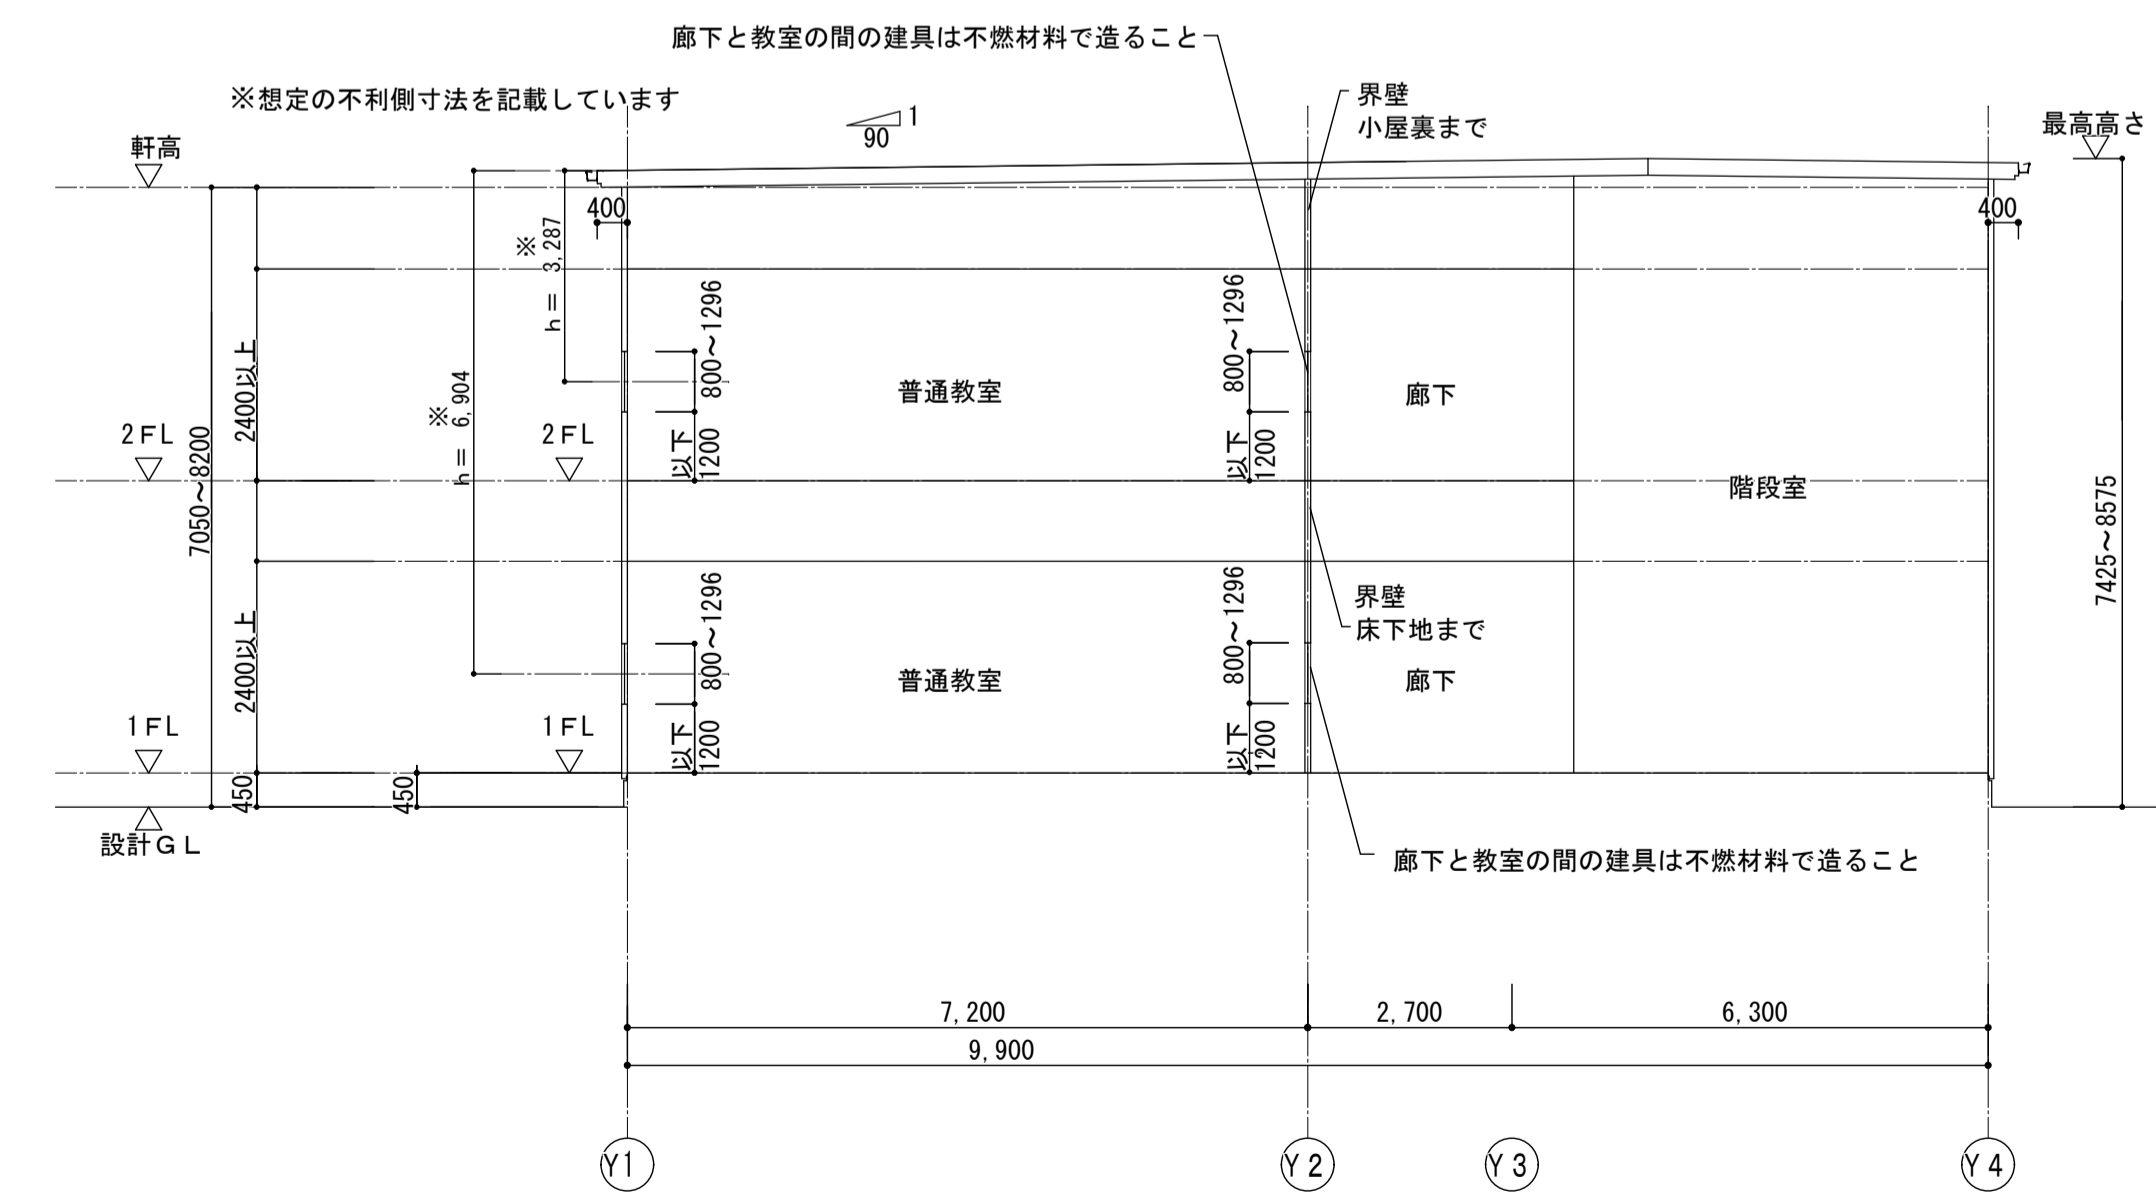 廊下と教室の間の建具は不燃材料で造ること
※想定の不利側寸法を記載しています
界壁
小屋裏まで
1
90
最高高さ
軒高
400
400
※
h= 3,287
800〜1296
800〜1296
2400以上
普通教室
廊下
※
h= 6,904
2FL
2FL
7050〜8200
以下
1200
以下
1200
階段室
7425〜8575
界壁
床下地まで
800〜1296
800〜1296
2400以上
普通教室
廊下
1FL
1FL
以下
1200
以下
1200
450
450
設計GL
廊下と教室の間の建具は不燃材料で造ること
7,200
2,700
6,300
9,900
Y1
Y2
Y3
Y4